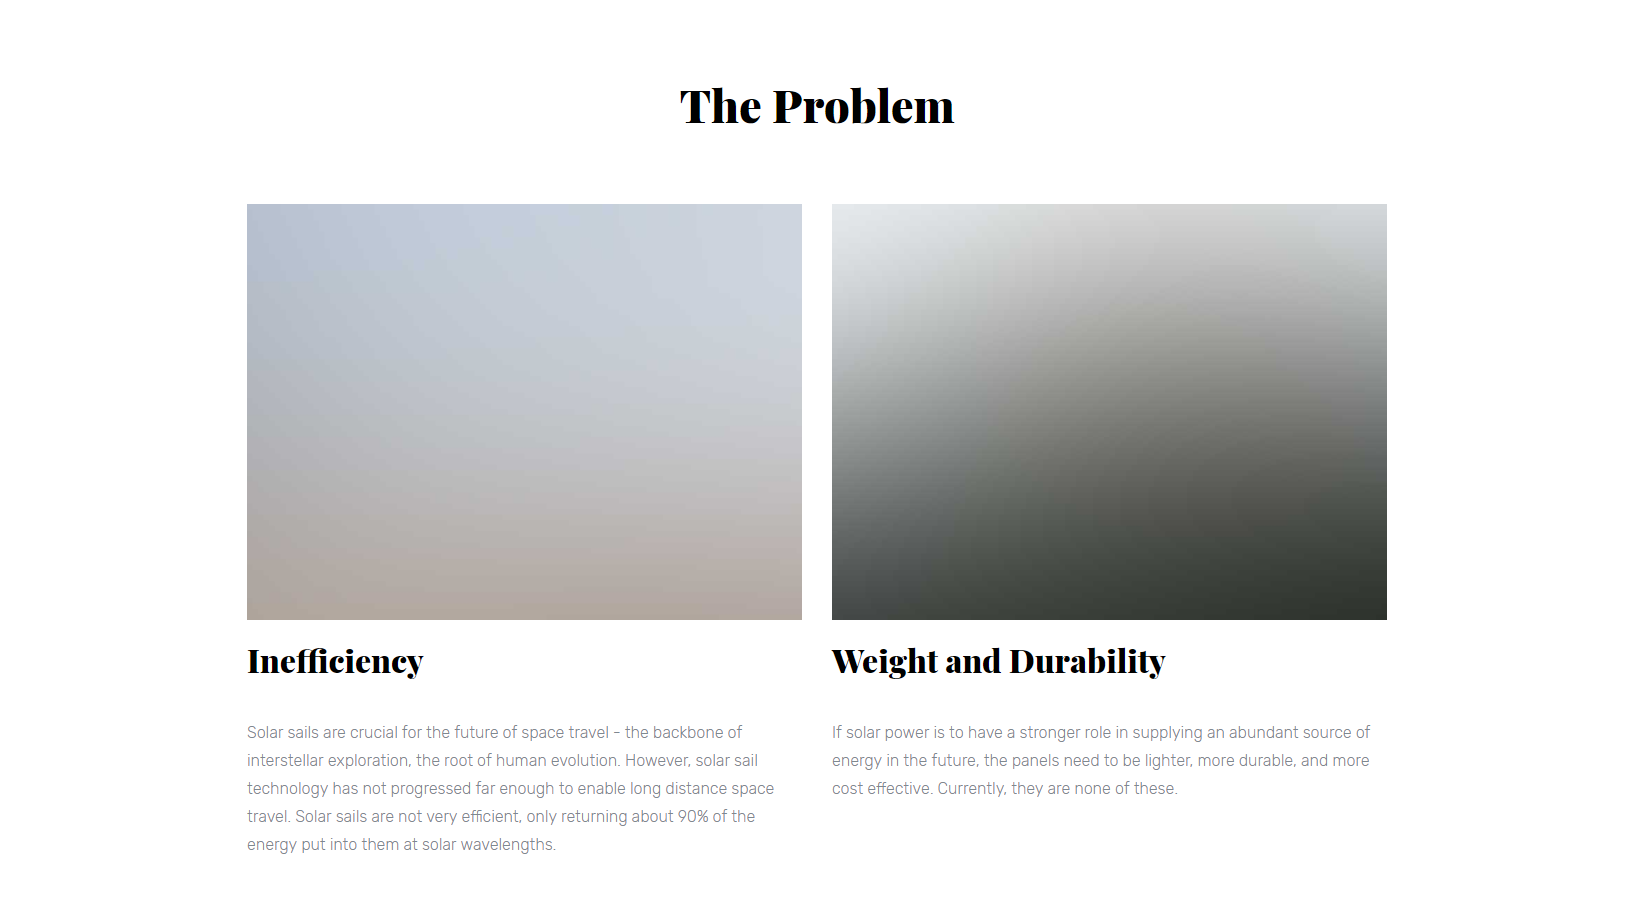 The Problem
Inefficiency
Solar sails are crucial for the future of space travel - the backbone of
interstellar exploration, the root of human evolution. However, solar sail
technology has not progressed far enough to enable long distance space
travel. Solar sails are not very efficient, only returning about 90% of the
energy put into them at solar wavelengths.
Weight and Durability
If solar power is to have a stronger role in supplying an abundant source of
energy in the future, the panels need to be lighter, more durable, and more
cost effective. Currently, they are none of these.